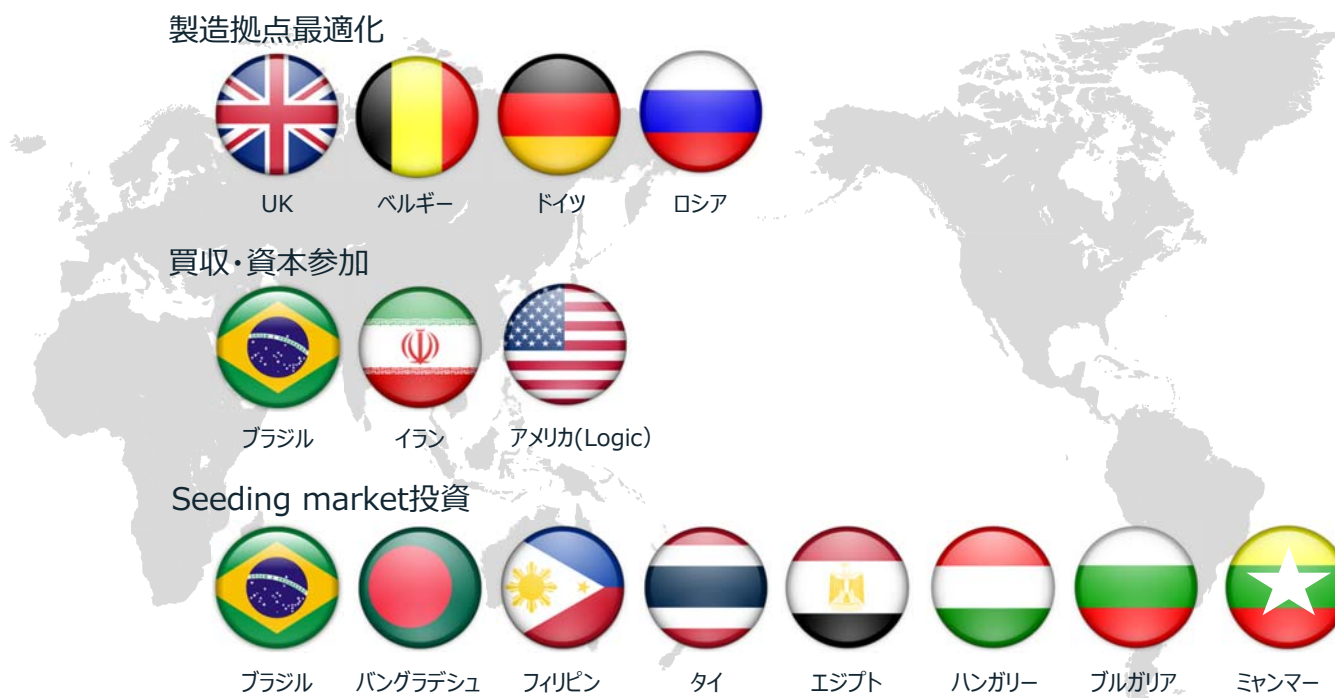 製造拠点最適化
UK ベルギー ドイツ ロシア
買収・資本参加
ブラジル イラン アメリカ(Logic)
Seeding market投資
ブラジル バングラデシュ フィリピン タイ エジプト ハンガリー ブルガリア ミャンマー